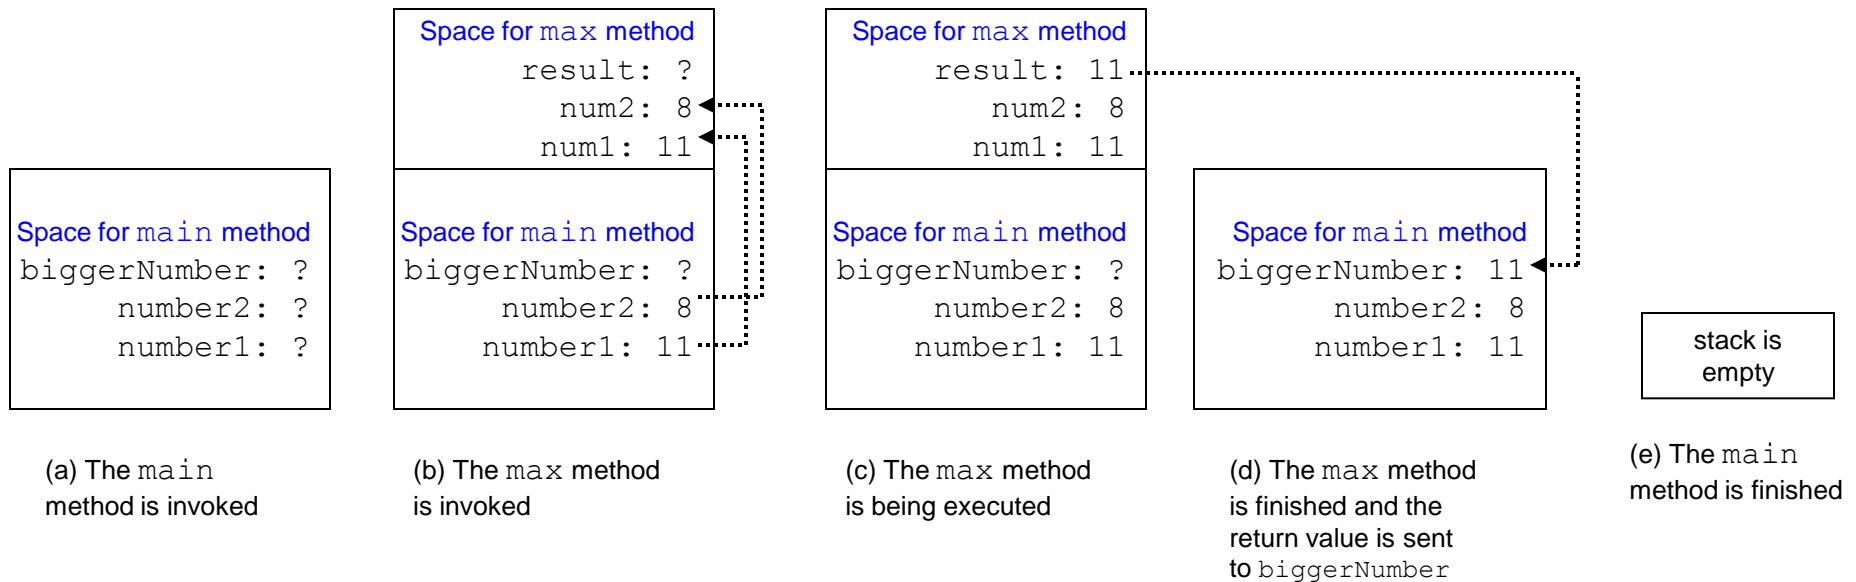 Space for max method
result: ?
num2: 8
num1: 11
Space for max method
result: 11
num2: 8
num1: 11
Space for main method
biggerNumber: ?
number2: ?
number1: ?
Space for main method
biggerNumber: ?
number2: 8
number1: 11
Space for main method
biggerNumber: ?
number2: 8
number1: 11
Space for main method
biggerNumber: 11
number2: 8
number1: 11
stack is
empty
(a) The main
method is invoked
(b) The max method
is invoked
(c) The max method
is being executed
(d) The max method
is finished and the
return value is sent
to biggerNumber
(e) The main
method is finished